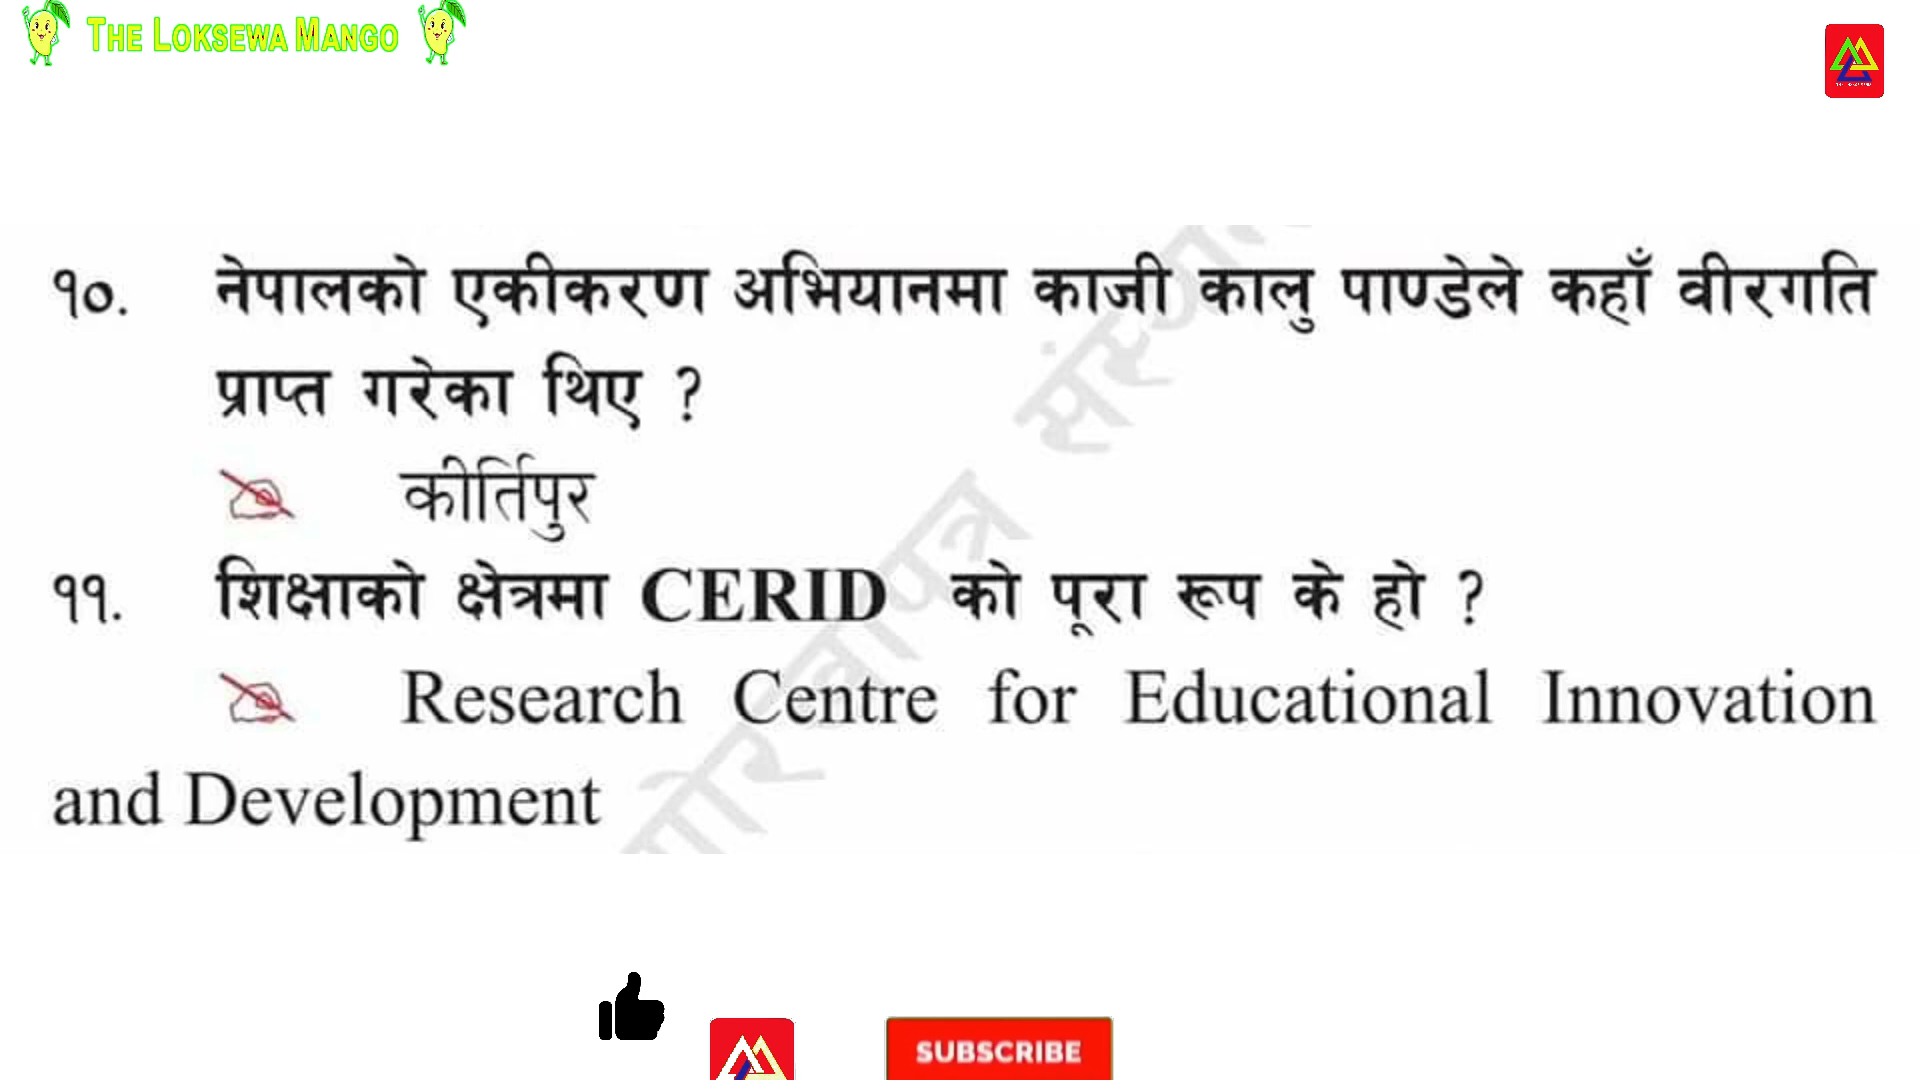 THE LOKSEWA MANGO
१०. नेपालको एकीकरण अभियानमा काजी कालु पाण्डेले कहाँ वीरगति
प्राप्त गरेका थिए ?
कीर्तिपुर
११. शिक्षाको क्षेत्रमा CERID को पूरा रूप के हो ?
Research Centre for Educational Innovation
and Development
SUBSCRIBE